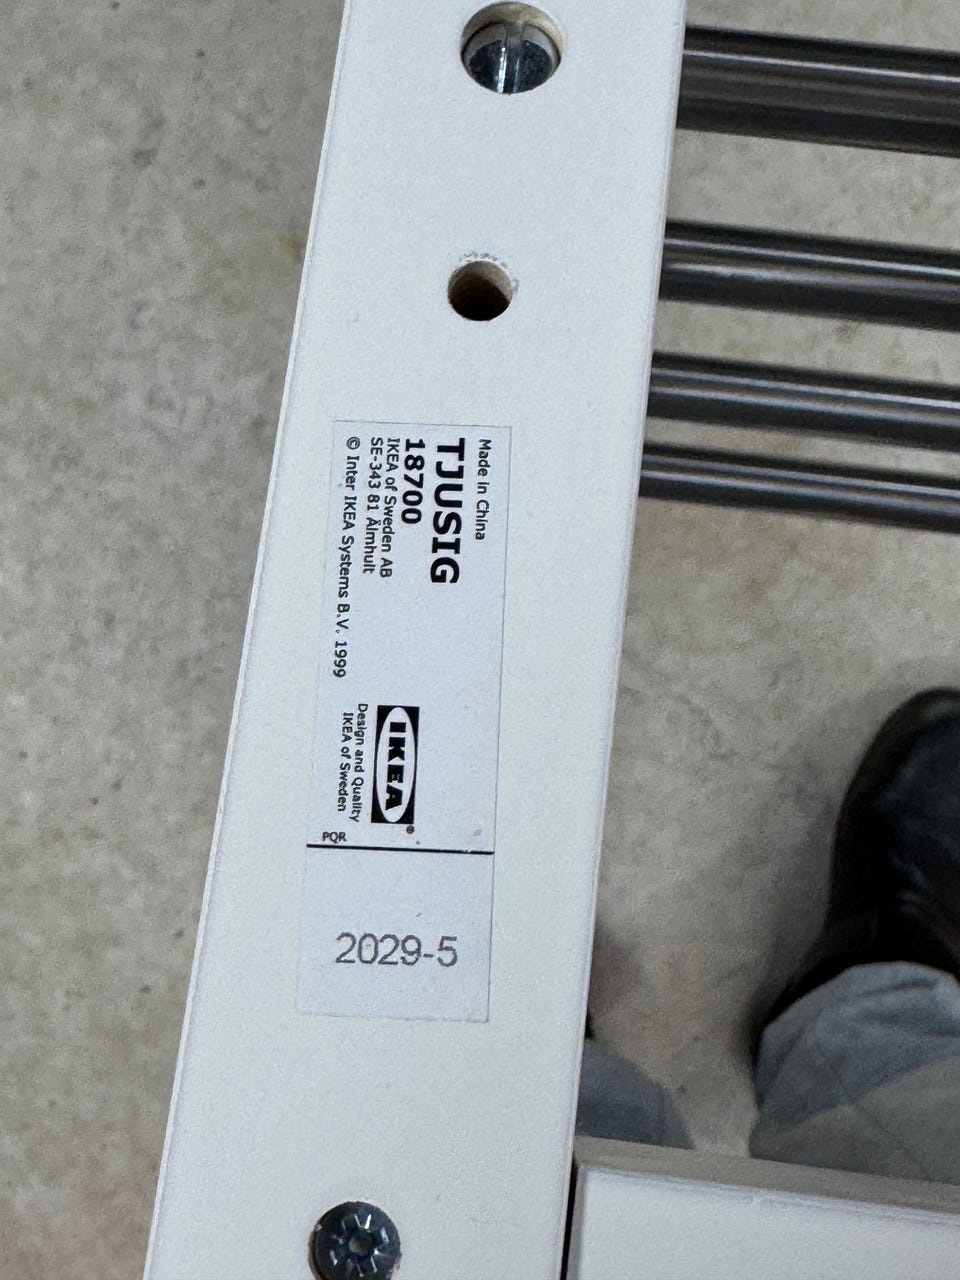 Made in China
TJUSIG
18700
IKEA of Sweden AB
SE-343 81 Älmhult
© Inter IKEA Systems B.V. 1999
IKEA®
Design and Quality
IKEA of Sweden
PQR
2029-5